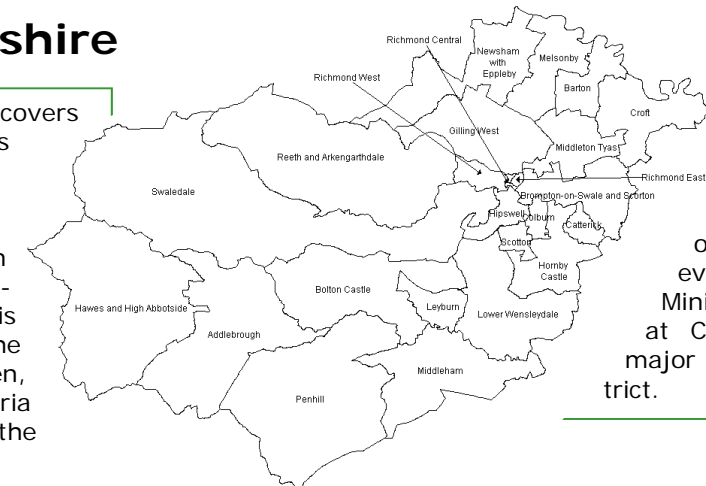 shire
covers
s
n
-
is
ne
en,
ria
the
Richmond Central
Richmond West
Newsham
with
Eppleby
Melsonby
Barton
Croft
Gilling West
Middleton Tyas
Reeth and Arkengarthdale
Richmond East
Swaledale
Brompton-on-Swale and Scorton
Hipswell
Colburn
Catterick
Scotton
Hornby
Castle
Bolton Castle
Hawes and High Abbotside
Leyburn
Lower Wensleydale
Addlebrough
Middleham
Penhill
o
ev
Mini
at C
major
trict.